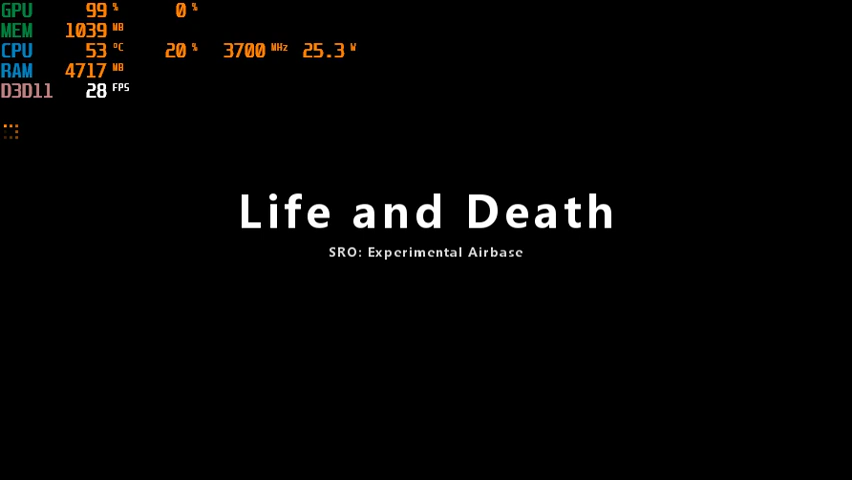 GPU 99 % 0 %
MEM 1039 MB
CPU 53 °C 20 % 3700 MHz 25.3 W
RAM 4717 MB
D3D11 28 FPS
Life and Death
SRO: Experimental Airbase